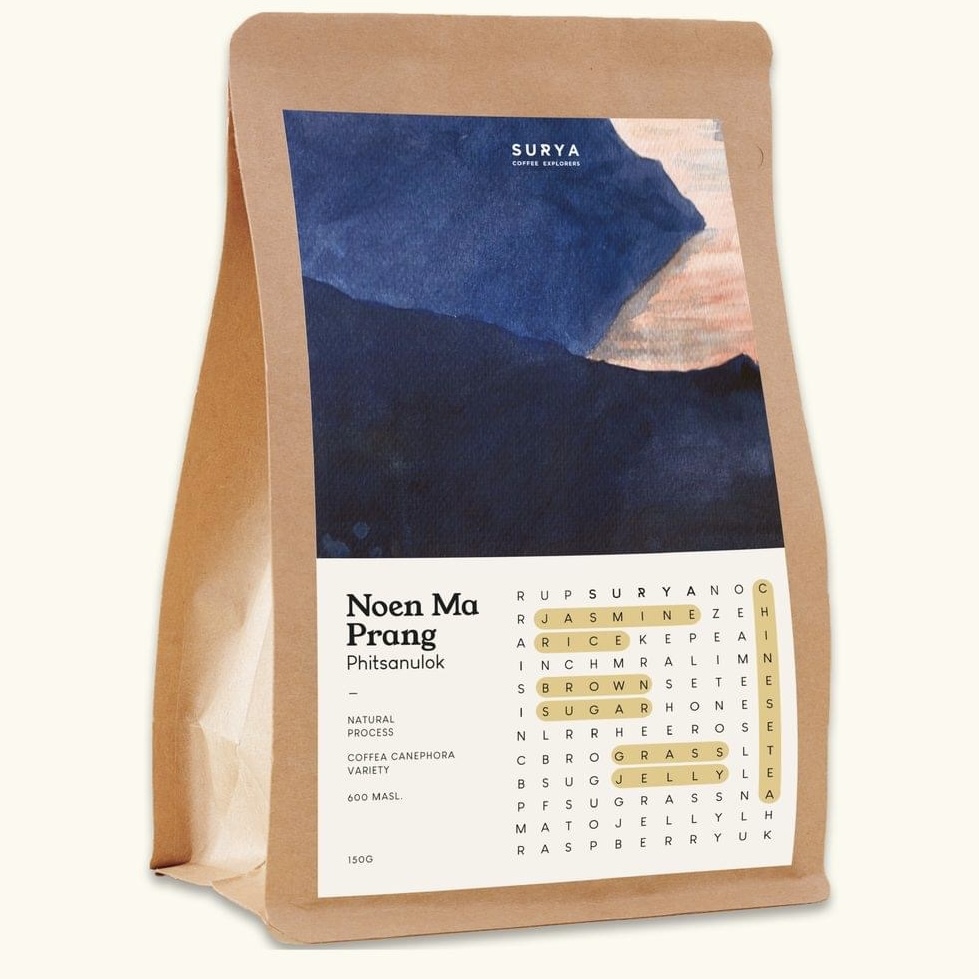 SURYA
COFFEE EXPLORERS
Noen Ma
Prang
Phitsanulok
–
NATURAL
PROCESS
COFFEA CANEPHORA
VARIETY
600 MASL.
150G
R U P S U R Y A N O C
R J A S M I N E Z E H
A R I C E K E P E A I
I N C H M R A L I M N
S B R O W N S E T E E
I S U G A R H O N E S
N L R R H E E R O S E
C B R O G R A S S L T
B S U G J E L L Y L E
P F S U G R A S S N A
M A T O J E L L Y L H
R A S P B E R R Y U K